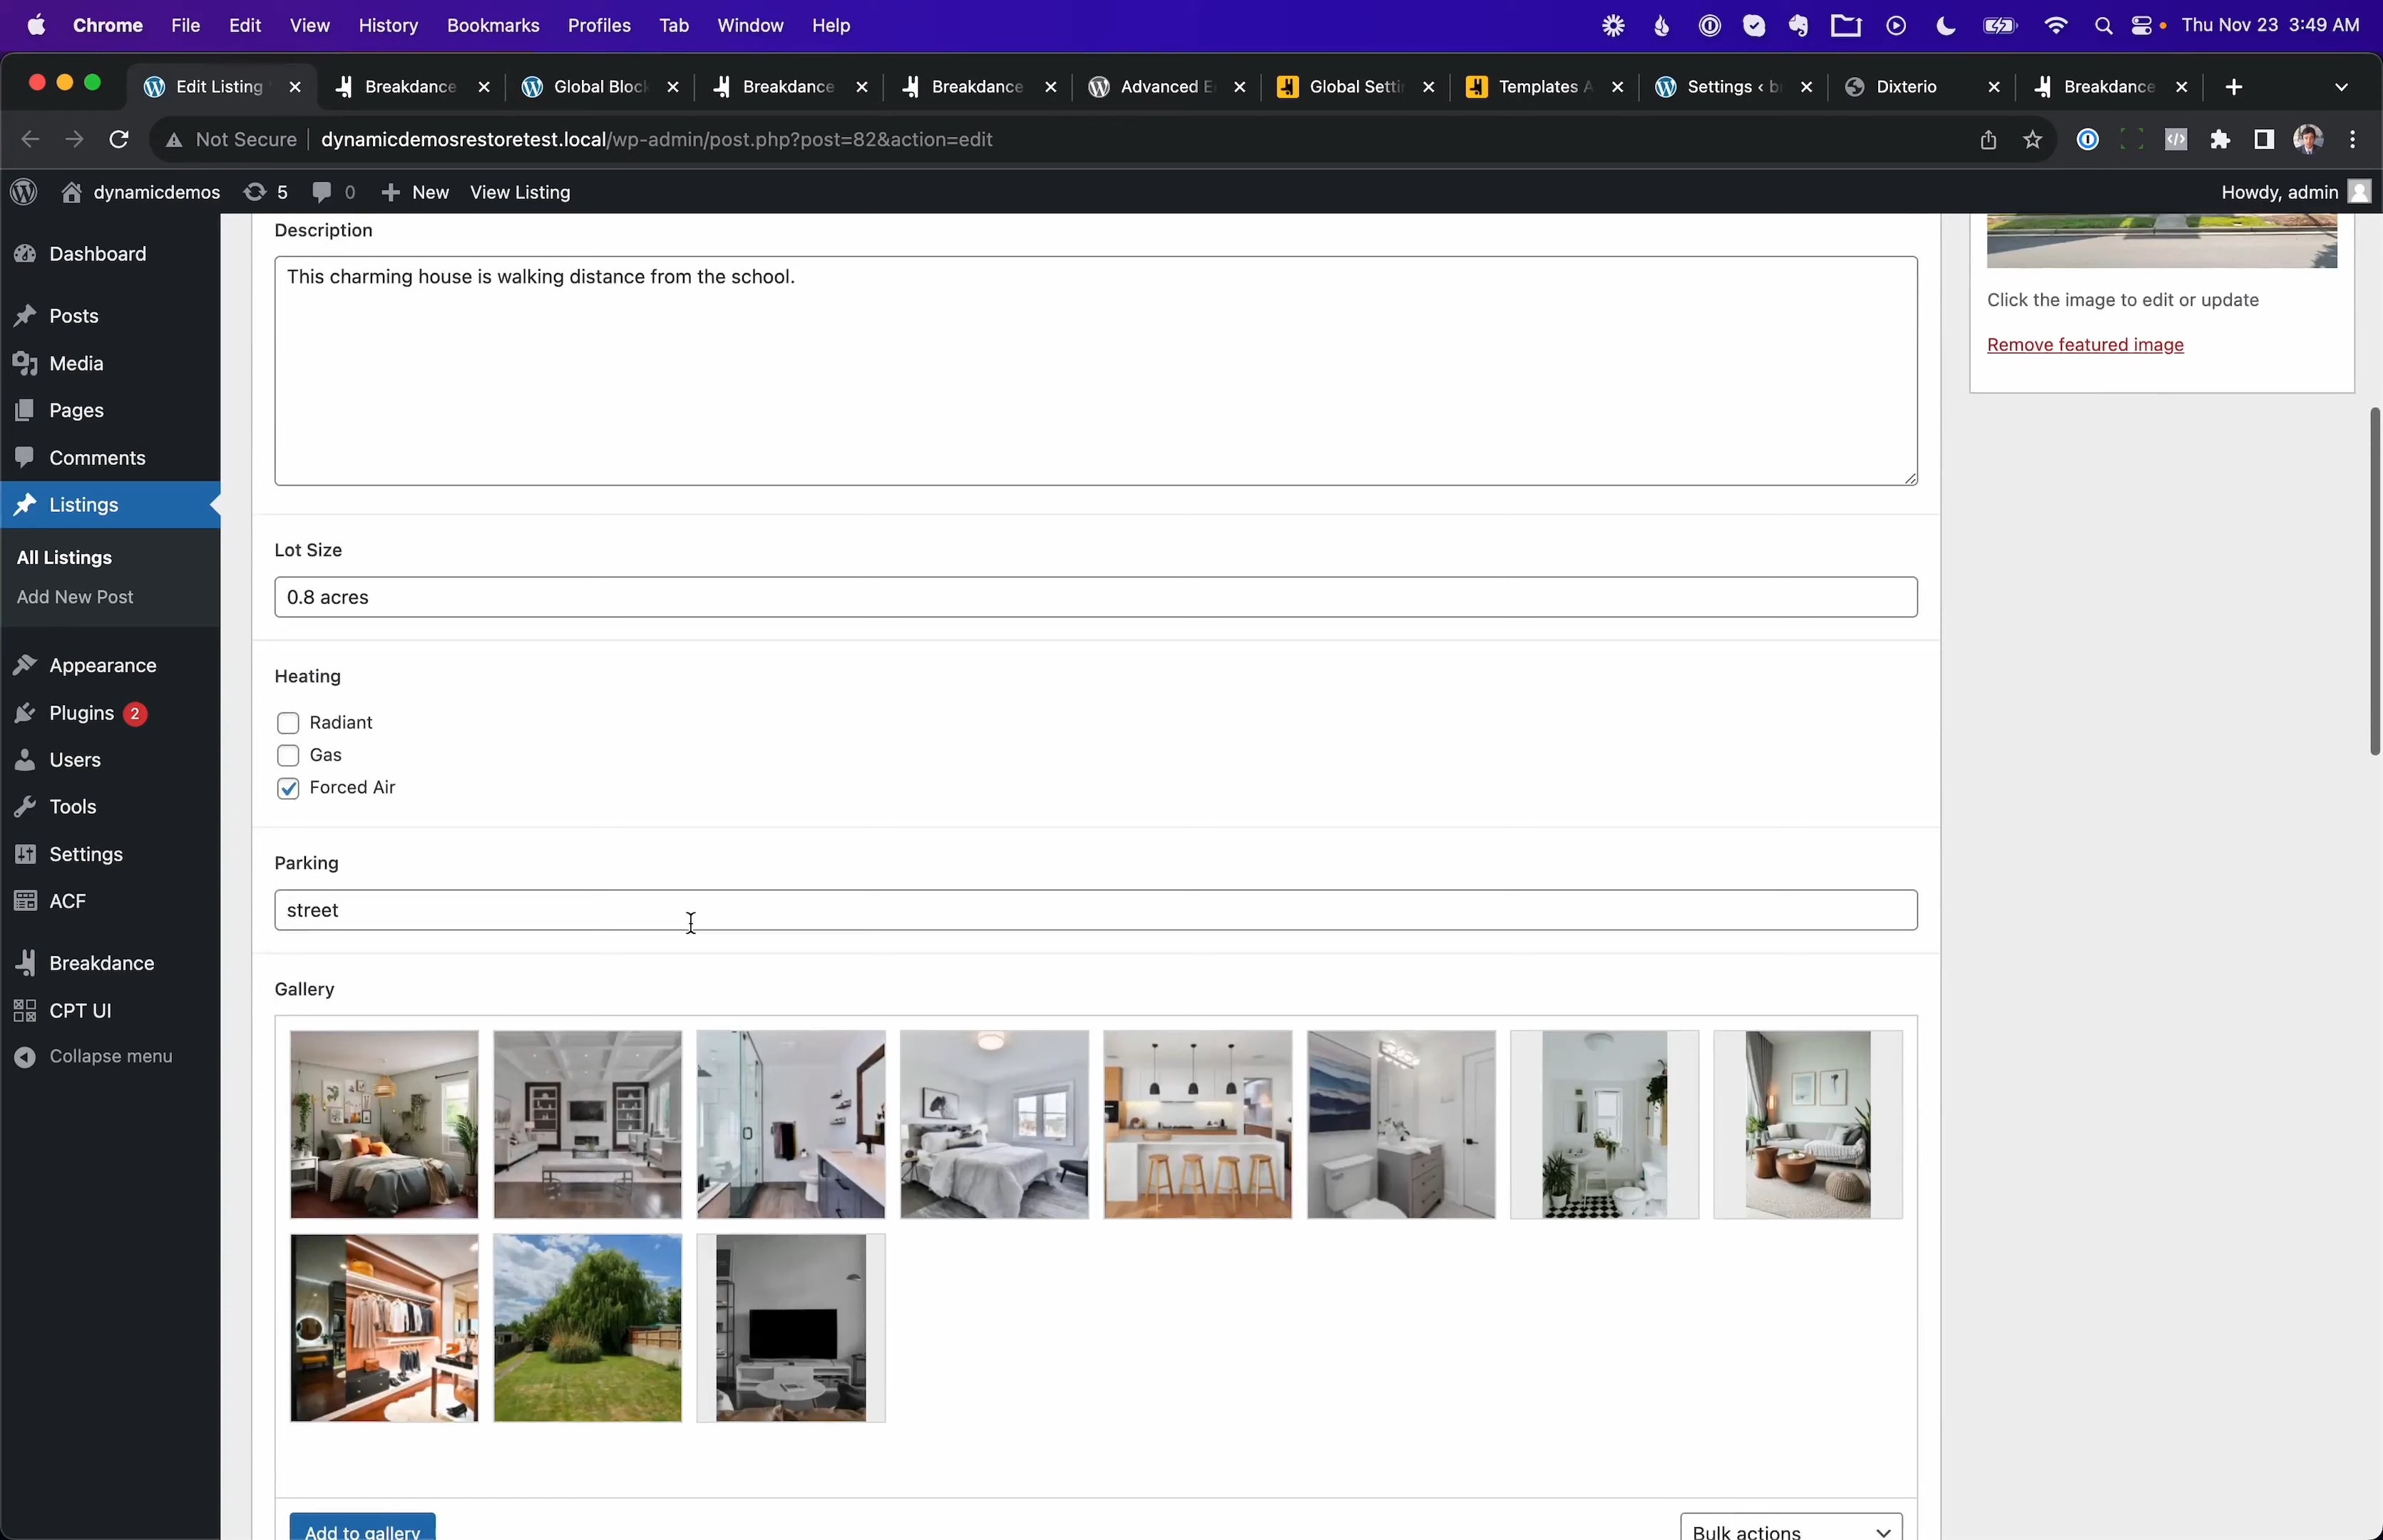 Chrome File Edit View History Bookmarks Profiles Tab Window Help Thu Nov 23 3:49 AM
Edit Listing Breakdance Global Block Breakdance Breakdance Advanced Global Setti Templates Settings ‹ b Dixterio Breakdance
Not Secure dynamicdemosrestoretest.local/wp-admin/post.php?post=82&action=edit
dynamicdemos 5 0 New View Listing Howdy, admin
Dashboard
Posts
Media
Pages
Comments
Listings
All Listings
Add New Post
Appearance
Plugins 2
Users
Tools
Settings
ACF
Breakdance
CPT UI
Collapse menu
Description
This charming house is walking distance from the school.
Lot Size
0.8 acres
Heating
Radiant
Gas
Forced Air
Parking
street
Gallery
Add to gallery
Bulk actions
Click the image to edit or update
Remove featured image